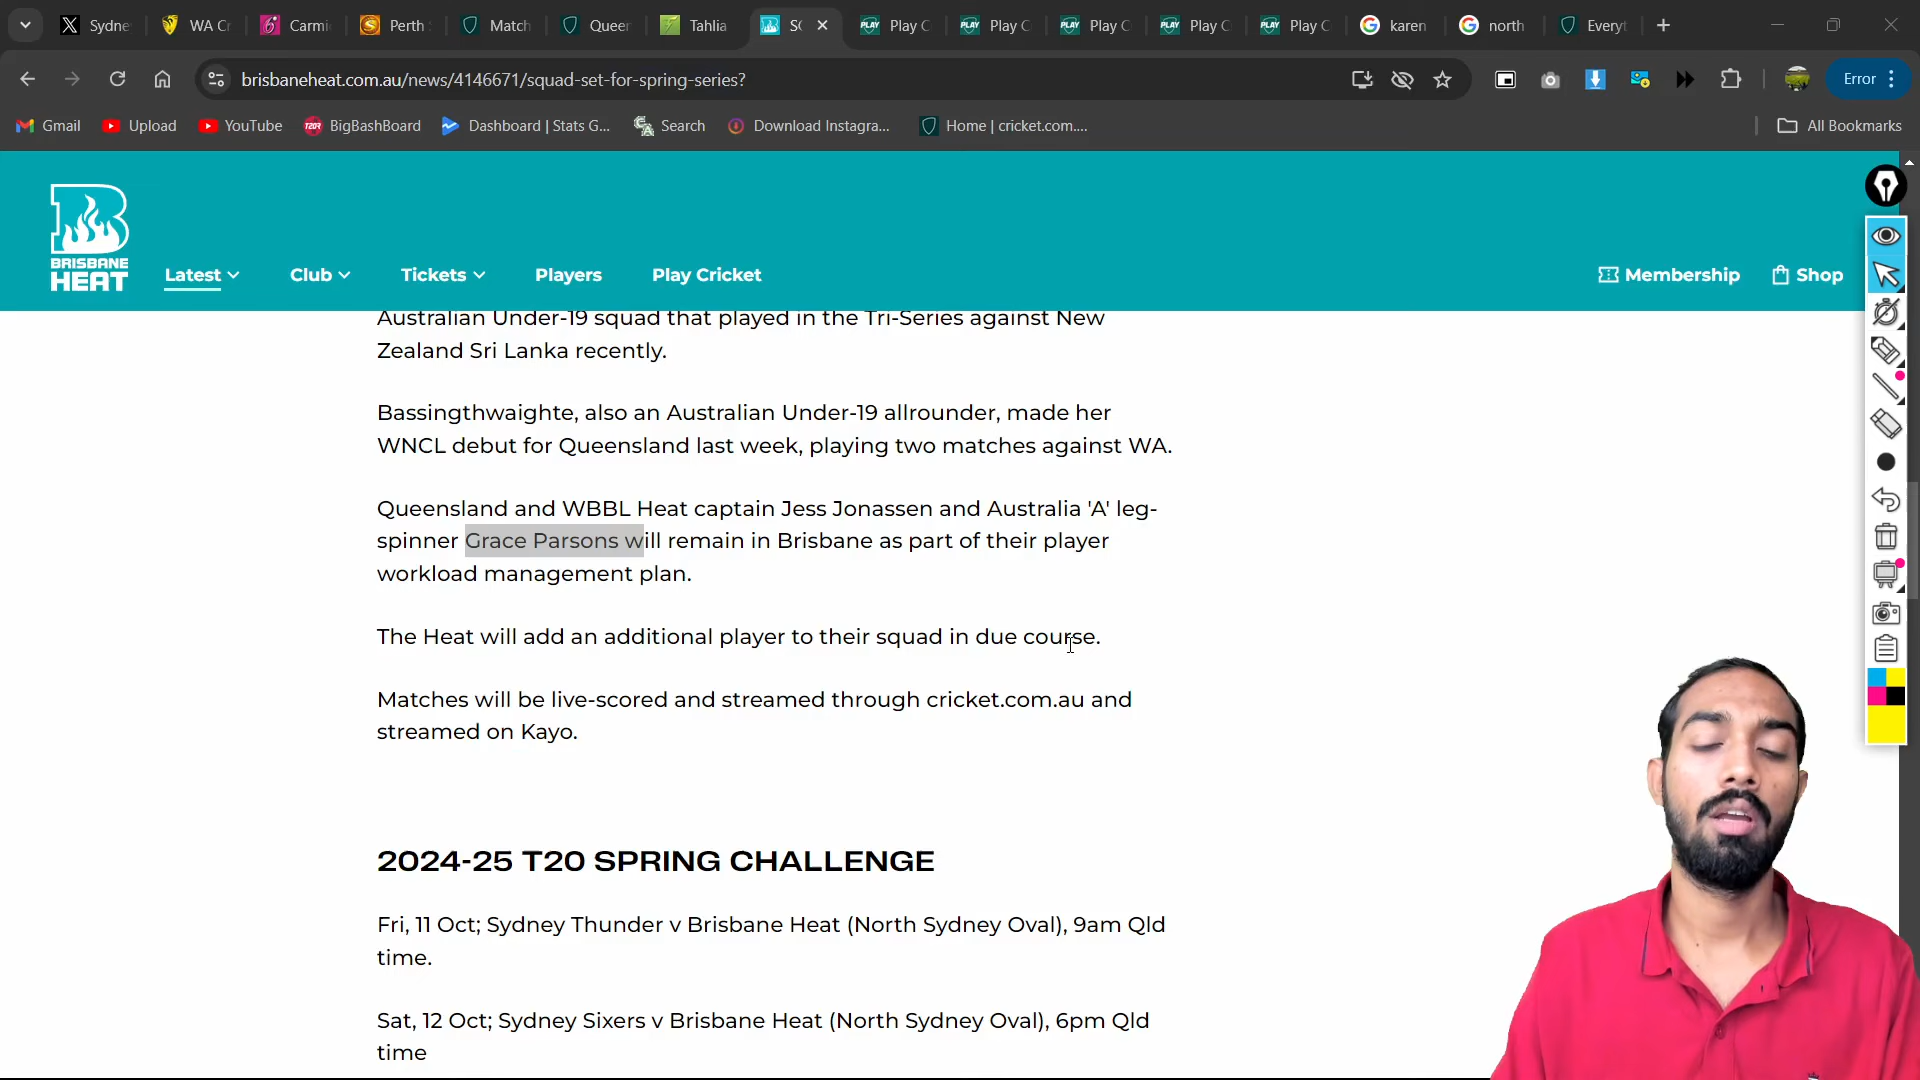 Sydne
WA Cr
Carmi
Perth
Match
Queer
Tahlia
Play C
Play C
Play C
Play C
Play C
karen
north
Everyt
brisbaneheat.com.au/news/4146671/squad-set-for-spring-series?
Error
Gmail
Upload
YouTube
BigBashBoard
Dashboard | Stats G...
Search
Download Instagra...
Home | cricket.com....
All Bookmarks
BRISBANE
HEAT
Latest
Club
Tickets
Players
Play Cricket
Membership
Shop
Australian Under-19 squad that played in the Tri-Series against New
Zealand Sri Lanka recently.
Bassingthwaighte, also an Australian Under-19 allrounder, made her
WNCL debut for Queensland last week, playing two matches against WA.
Queensland and WBBL Heat captain Jess Jonassen and Australia 'A' leg-
spinner Grace Parsons will remain in Brisbane as part of their player
workload management plan.
The Heat will add an additional player to their squad in due course.
Matches will be live-scored and streamed through cricket.com.au and
streamed on Kayo.
2024-25 T20 SPRING CHALLENGE
Fri, 11 Oct; Sydney Thunder v Brisbane Heat (North Sydney Oval), 9am Qld
time.
Sat, 12 Oct; Sydney Sixers v Brisbane Heat (North Sydney Oval), 6pm Qld
time